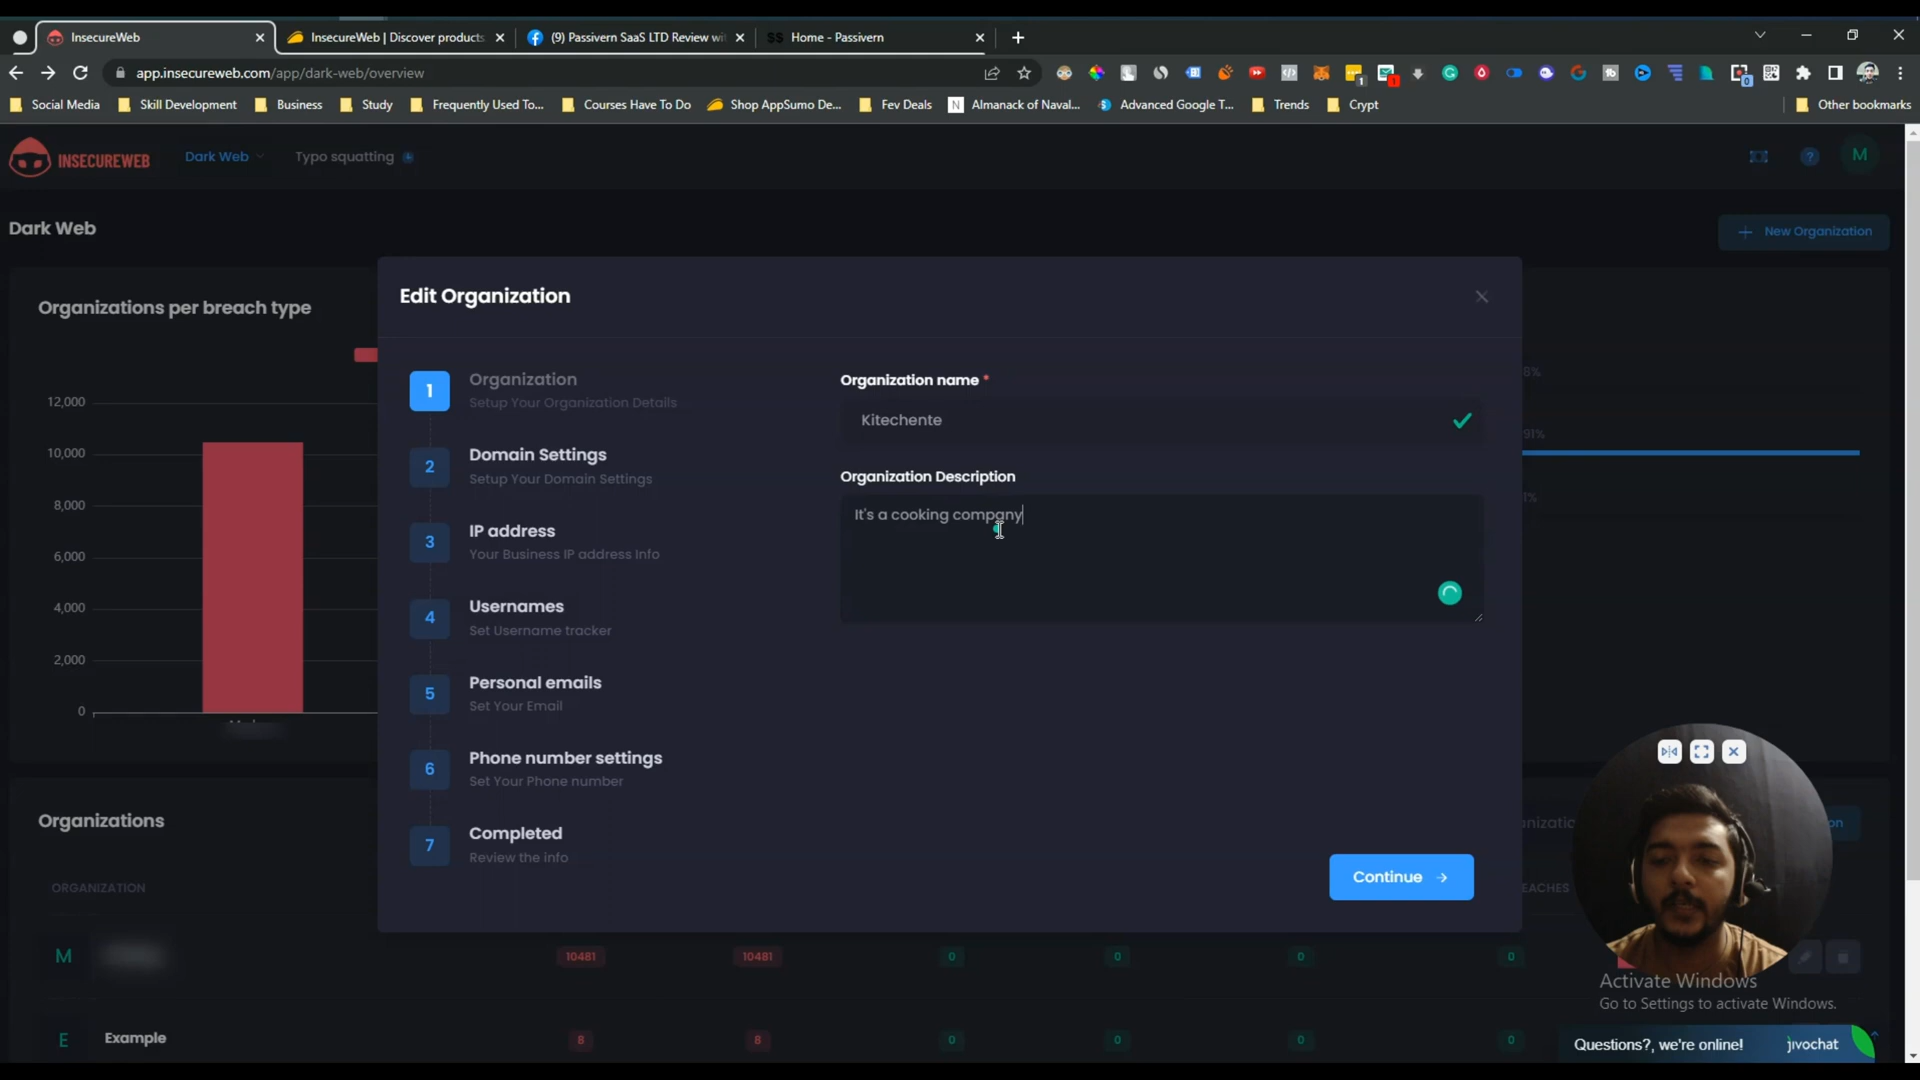 InsecureWeb
InsecureWeb | Discover products
(9) Passivern SaaS LTD Review wit
Home - Passivern
app.insecureweb.com/app/dark-web/overview
Social Media
Skill Development
Business
Study
Frequently Used To...
Courses Have To Do
Shop AppSumo De...
Fev Deals
Almanack of Naval...
Advanced Google T...
Trends
Crypt
Other bookmarks
INSECUREWEB
Dark Web
Typo squatting
?
M
Dark Web
New Organization
Organizations per breach type
Edit Organization
1
Organization
Setup Your Organization Details
Organization name *
Kitechente
2
Domain Settings
Setup Your Domain Settings
Organization Description
It's a cooking company
3
IP address
Your Business IP address Info
4
Usernames
Set Username tracker
5
Personal emails
Set Your Email
6
Phone number settings
Set Your Phone number
7
Completed
Review the info
Continue
12,000
10,000
8,000
6,000
4,000
2,000
0
8%
91%
1%
Organizations
ORGANIZATION
EACHES
M
10481
10481
0
0
0
0
E
Example
8
8
0
0
0
0
Activate Windows
Go to Settings to activate Windows.
Questions?, we're online!
jivochat